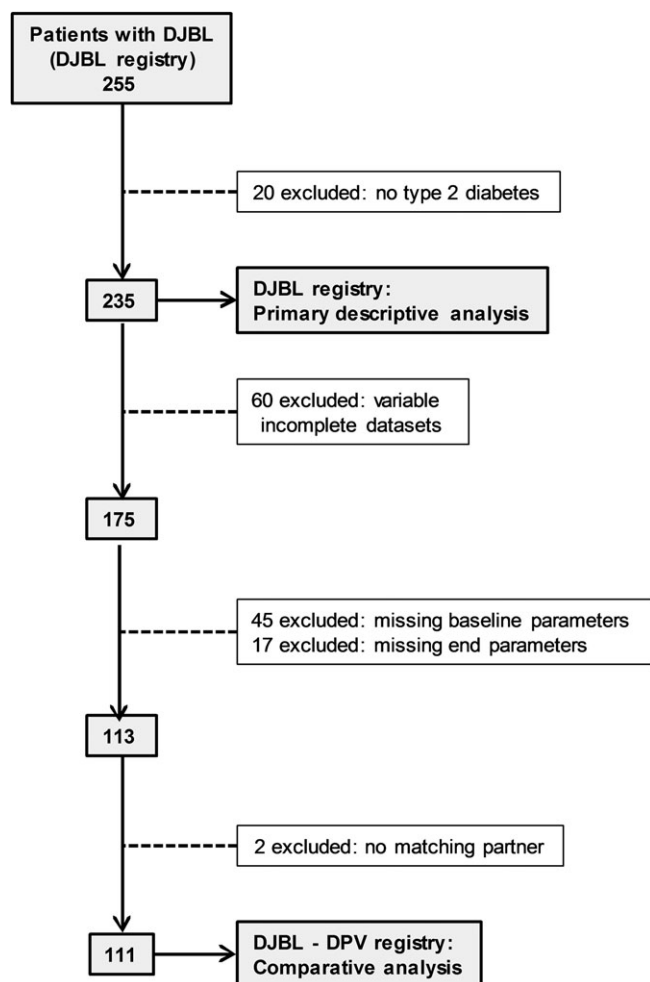 Patients with DJBL
(DJBL registry)
255
20 excluded: no type 2 diabetes
235
DJBL registry:
Primary descriptive analysis
60 excluded: variable
incomplete datasets
175
45 excluded: missing baseline parameters
17 excluded: missing end parameters
113
2 excluded: no matching partner
111
DJBL - DPV registry:
Comparative analysis